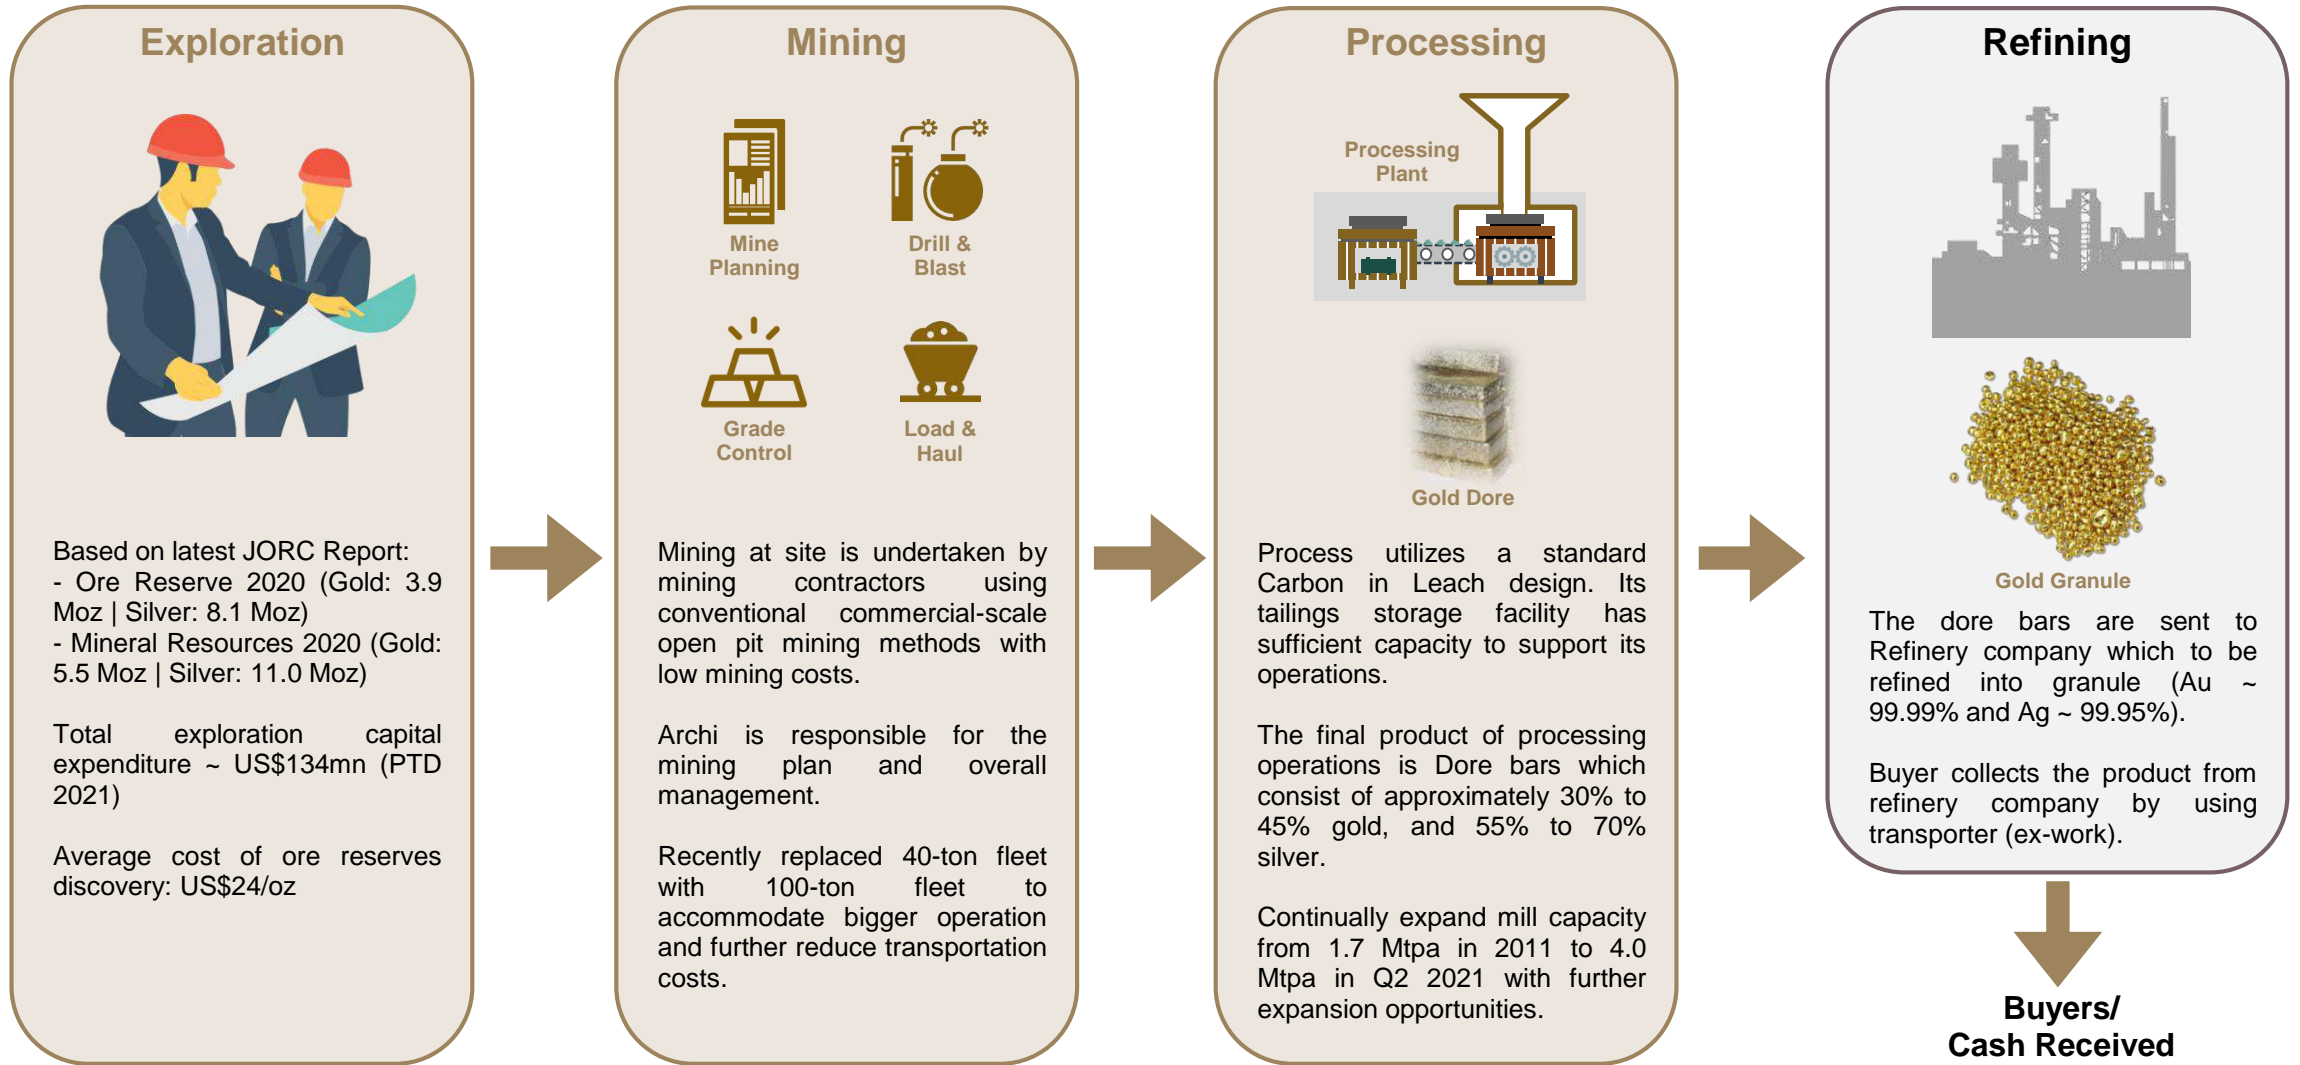 Exploration
Based on latest JORC Report:
- Ore Reserve 2020 (Gold: 3.9
Moz | Silver: 8.1 Moz)
- Mineral Resources 2020 (Gold:
5.5 Moz | Silver: 11.0 Moz)
Total exploration capital
expenditure ~ US$134mn (PTD
2021)
Average cost of ore reserves
discovery: US$24/oz
Mining
Mine
Planning
Drill &
Blast
Grade
Control
Load &
Haul
Mining at site is undertaken by
mining contractors using
conventional commercial-scale
open pit mining methods with
low mining costs.
Archi is responsible for the
mining plan and overall
management.
Recently replaced 40-ton fleet
with 100-ton fleet to
accommodate bigger operation
and further reduce transportation
costs.
Processing
Processing
Plant
Gold Dore
Process utilizes a standard
Carbon in Leach design. Its
tailings storage facility has
sufficient capacity to support its
operations.
The final product of processing
operations is Dore bars which
consist of approximately 30% to
45% gold, and 55% to 70%
silver.
Continually expand mill capacity
from 1.7 Mtpa in 2011 to 4.0
Mtpa in Q2 2021 with further
expansion opportunities.
Refining
Gold Granule
The dore bars are sent to
Refinery company which to be
refined into granule (Au ~
99.99% and Ag ~ 99.95%).
Buyer collects the product from
refinery company by using
transporter (ex-work).
Buyers/
Cash Received